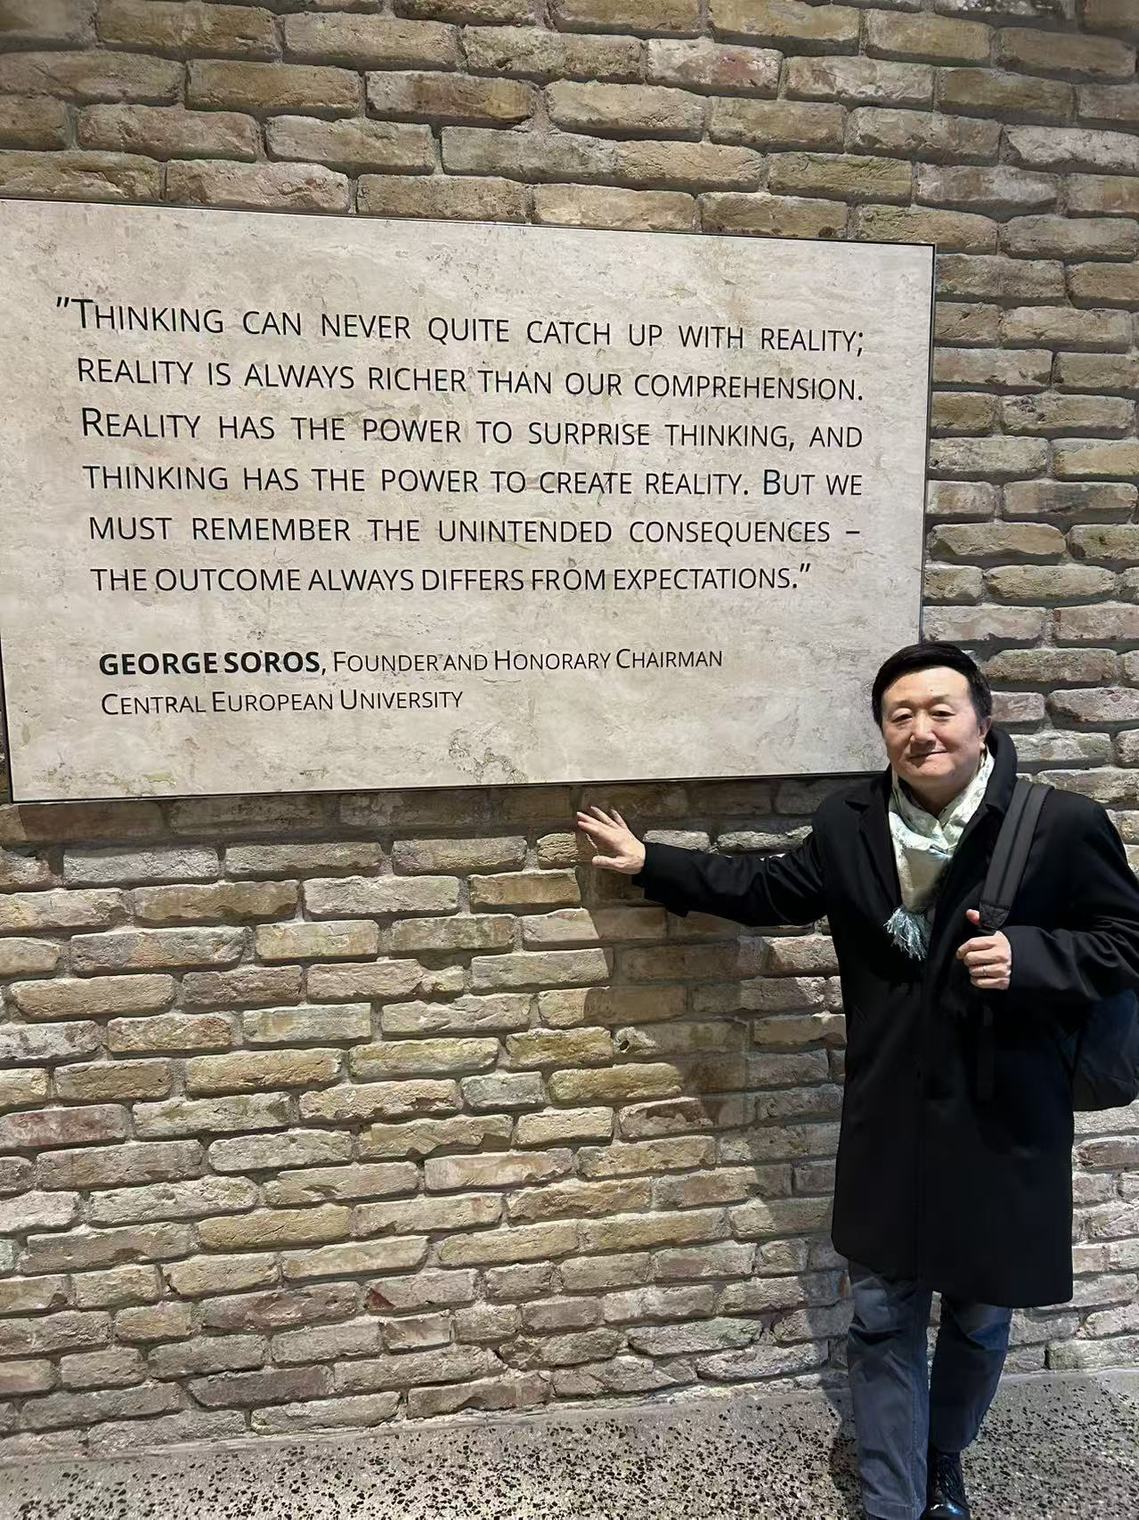 "Thinking can never quite catch up with reality;
reality is always richer than our comprehension.
Reality has the power to surprise thinking, and
thinking has the power to create reality. But we
must remember the unintended consequences –
the outcome always differs from expectations."
GEORGE SOROS, Founder and Honorary Chairman
Central European University